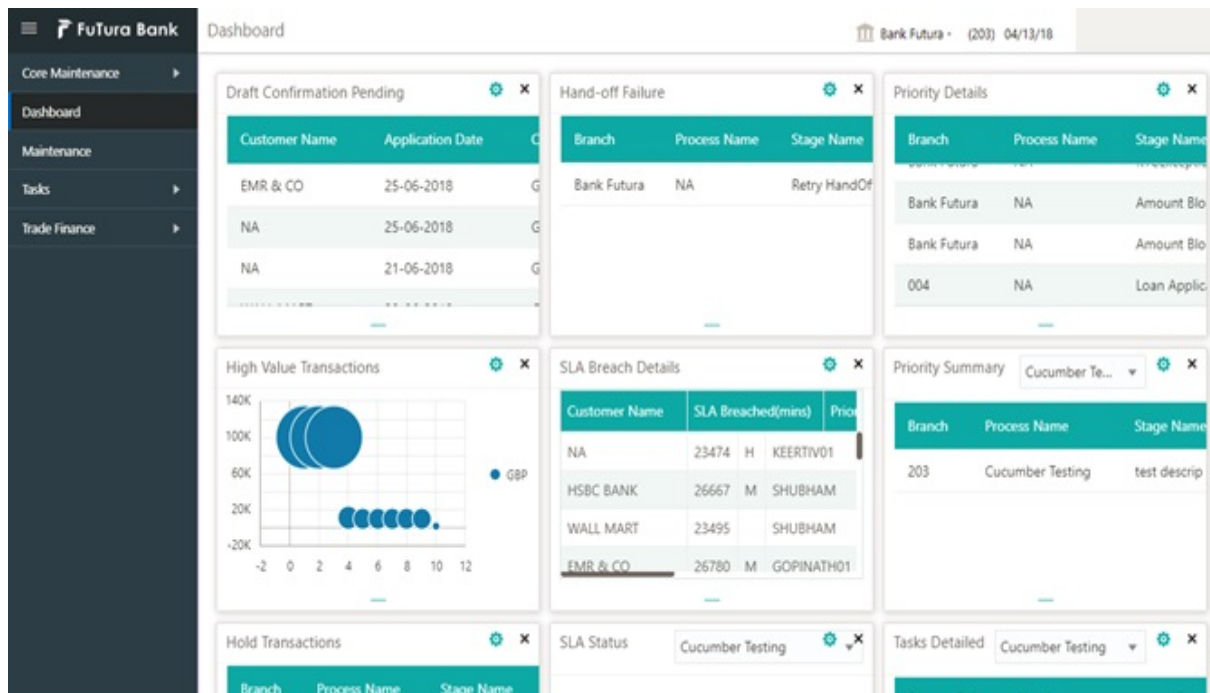 FuTura Bank
Dashboard
Bank Futura - (203) 04/13/18
Core Maintenance
Dashboard
Maintenance
Tasks
Trade Finance
Draft Confirmation Pending
Customer Name Application Date C
EMR & CO 25-06-2018 G
NA 25-06-2018 G
NA 21-06-2018 G
Hand-off Failure
Branch Process Name Stage Name
Bank Futura NA Retry HandOf
Priority Details
Branch Process Name Stage Name
Bank Futura NA Amount Blo
Bank Futura NA Amount Blo
004 NA Loan Applic
High Value Transactions
140K
100K
60K
20K
-20K
-2 0 2 4 6 8 10 12
GBP
SLA Breach Details
Customer Name SLA Breached(mins) Prior
NA 23474 H KEERTIV01
HSBC BANK 26667 M SHUBHAM
WALL MART 23495 SHUBHAM
EMR & CO 26780 M GOPINATH01
Priority Summary Cucumber Te...
Branch Process Name Stage Name
203 Cucumber Testing test descrip
Hold Transactions
Branch Process Name Stage Name
SLA Status Cucumber Testing
Tasks Detailed Cucumber Testing